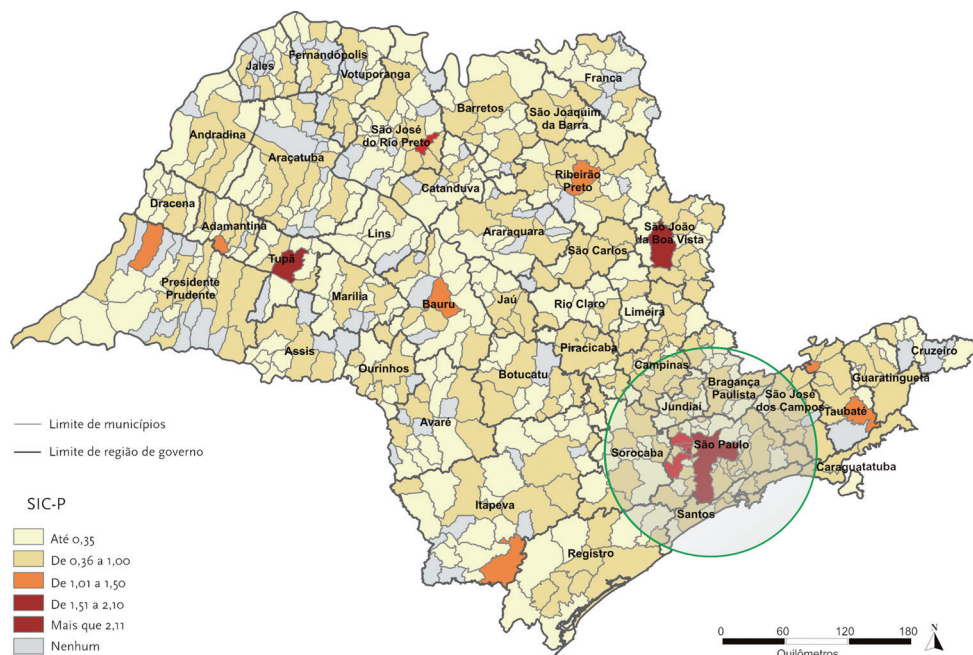 Jales
Fernandópolis
Votuporanga
Franca
Barretos
São Joaquim
da Barra
Andradina
São José
do Rio Preto
Araçatuba
Ribeirão
Preto
Catanduva
Dracena
Adamantina
Lins
Araraquara
São João
da Boa Vista
São Carlos
Tupã
Presidente
Prudente
Marília
Bauru
Jaú
Rio Claro
Limeira
Assis
Ourinhos
Piracicaba
Botucatu
Campinas
Bragança
Paulista
Cruzeiro
Guaratinguetá
São José
dos Campos
Jundiaí
Taubaté
Avaré
São Paulo
Sorocaba
Caraguatatuba
Itapeva
Santos
Registro
Limite de municípios
Limite de região de governo
SIC-P
Até 0,35
De 0,36 a 1,00
De 1,01 a 1,50
De 1,51 a 2,10
Mais que 2,11
Nenhum
0 60 120 180
Quilômetros
N